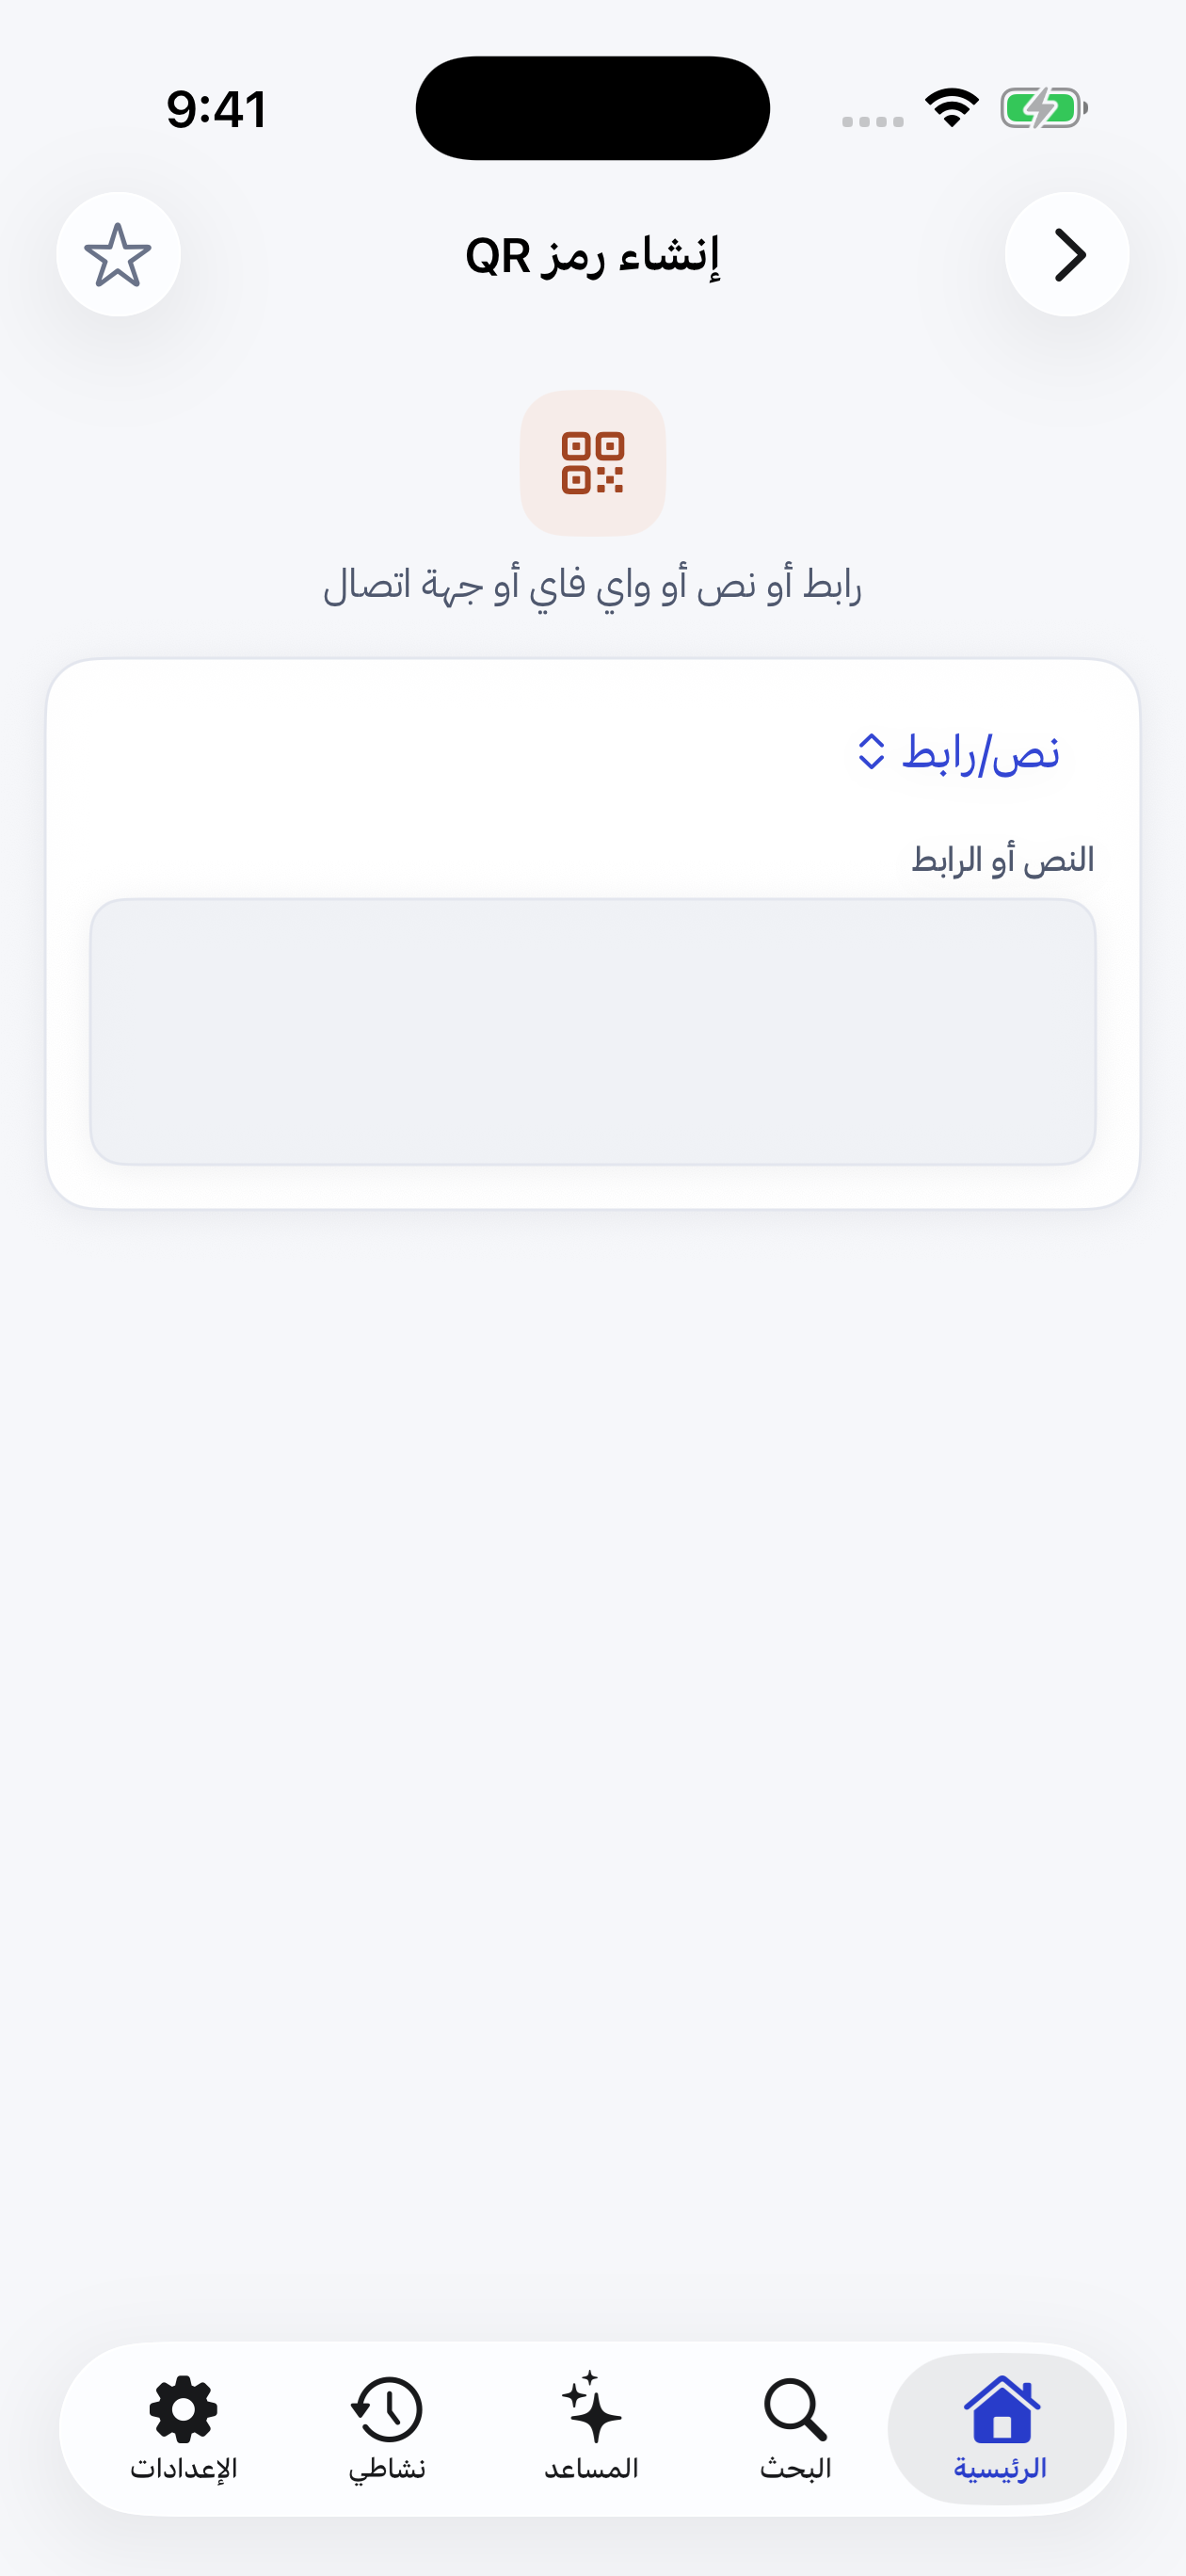 9:41
إنشاء رمز QR
رابط أو نص أو واي فاي أو جهة اتصال
نص/رابط
النص أو الرابط
الرئيسية
البحث
المساعد
نشاطي
الإعدادات